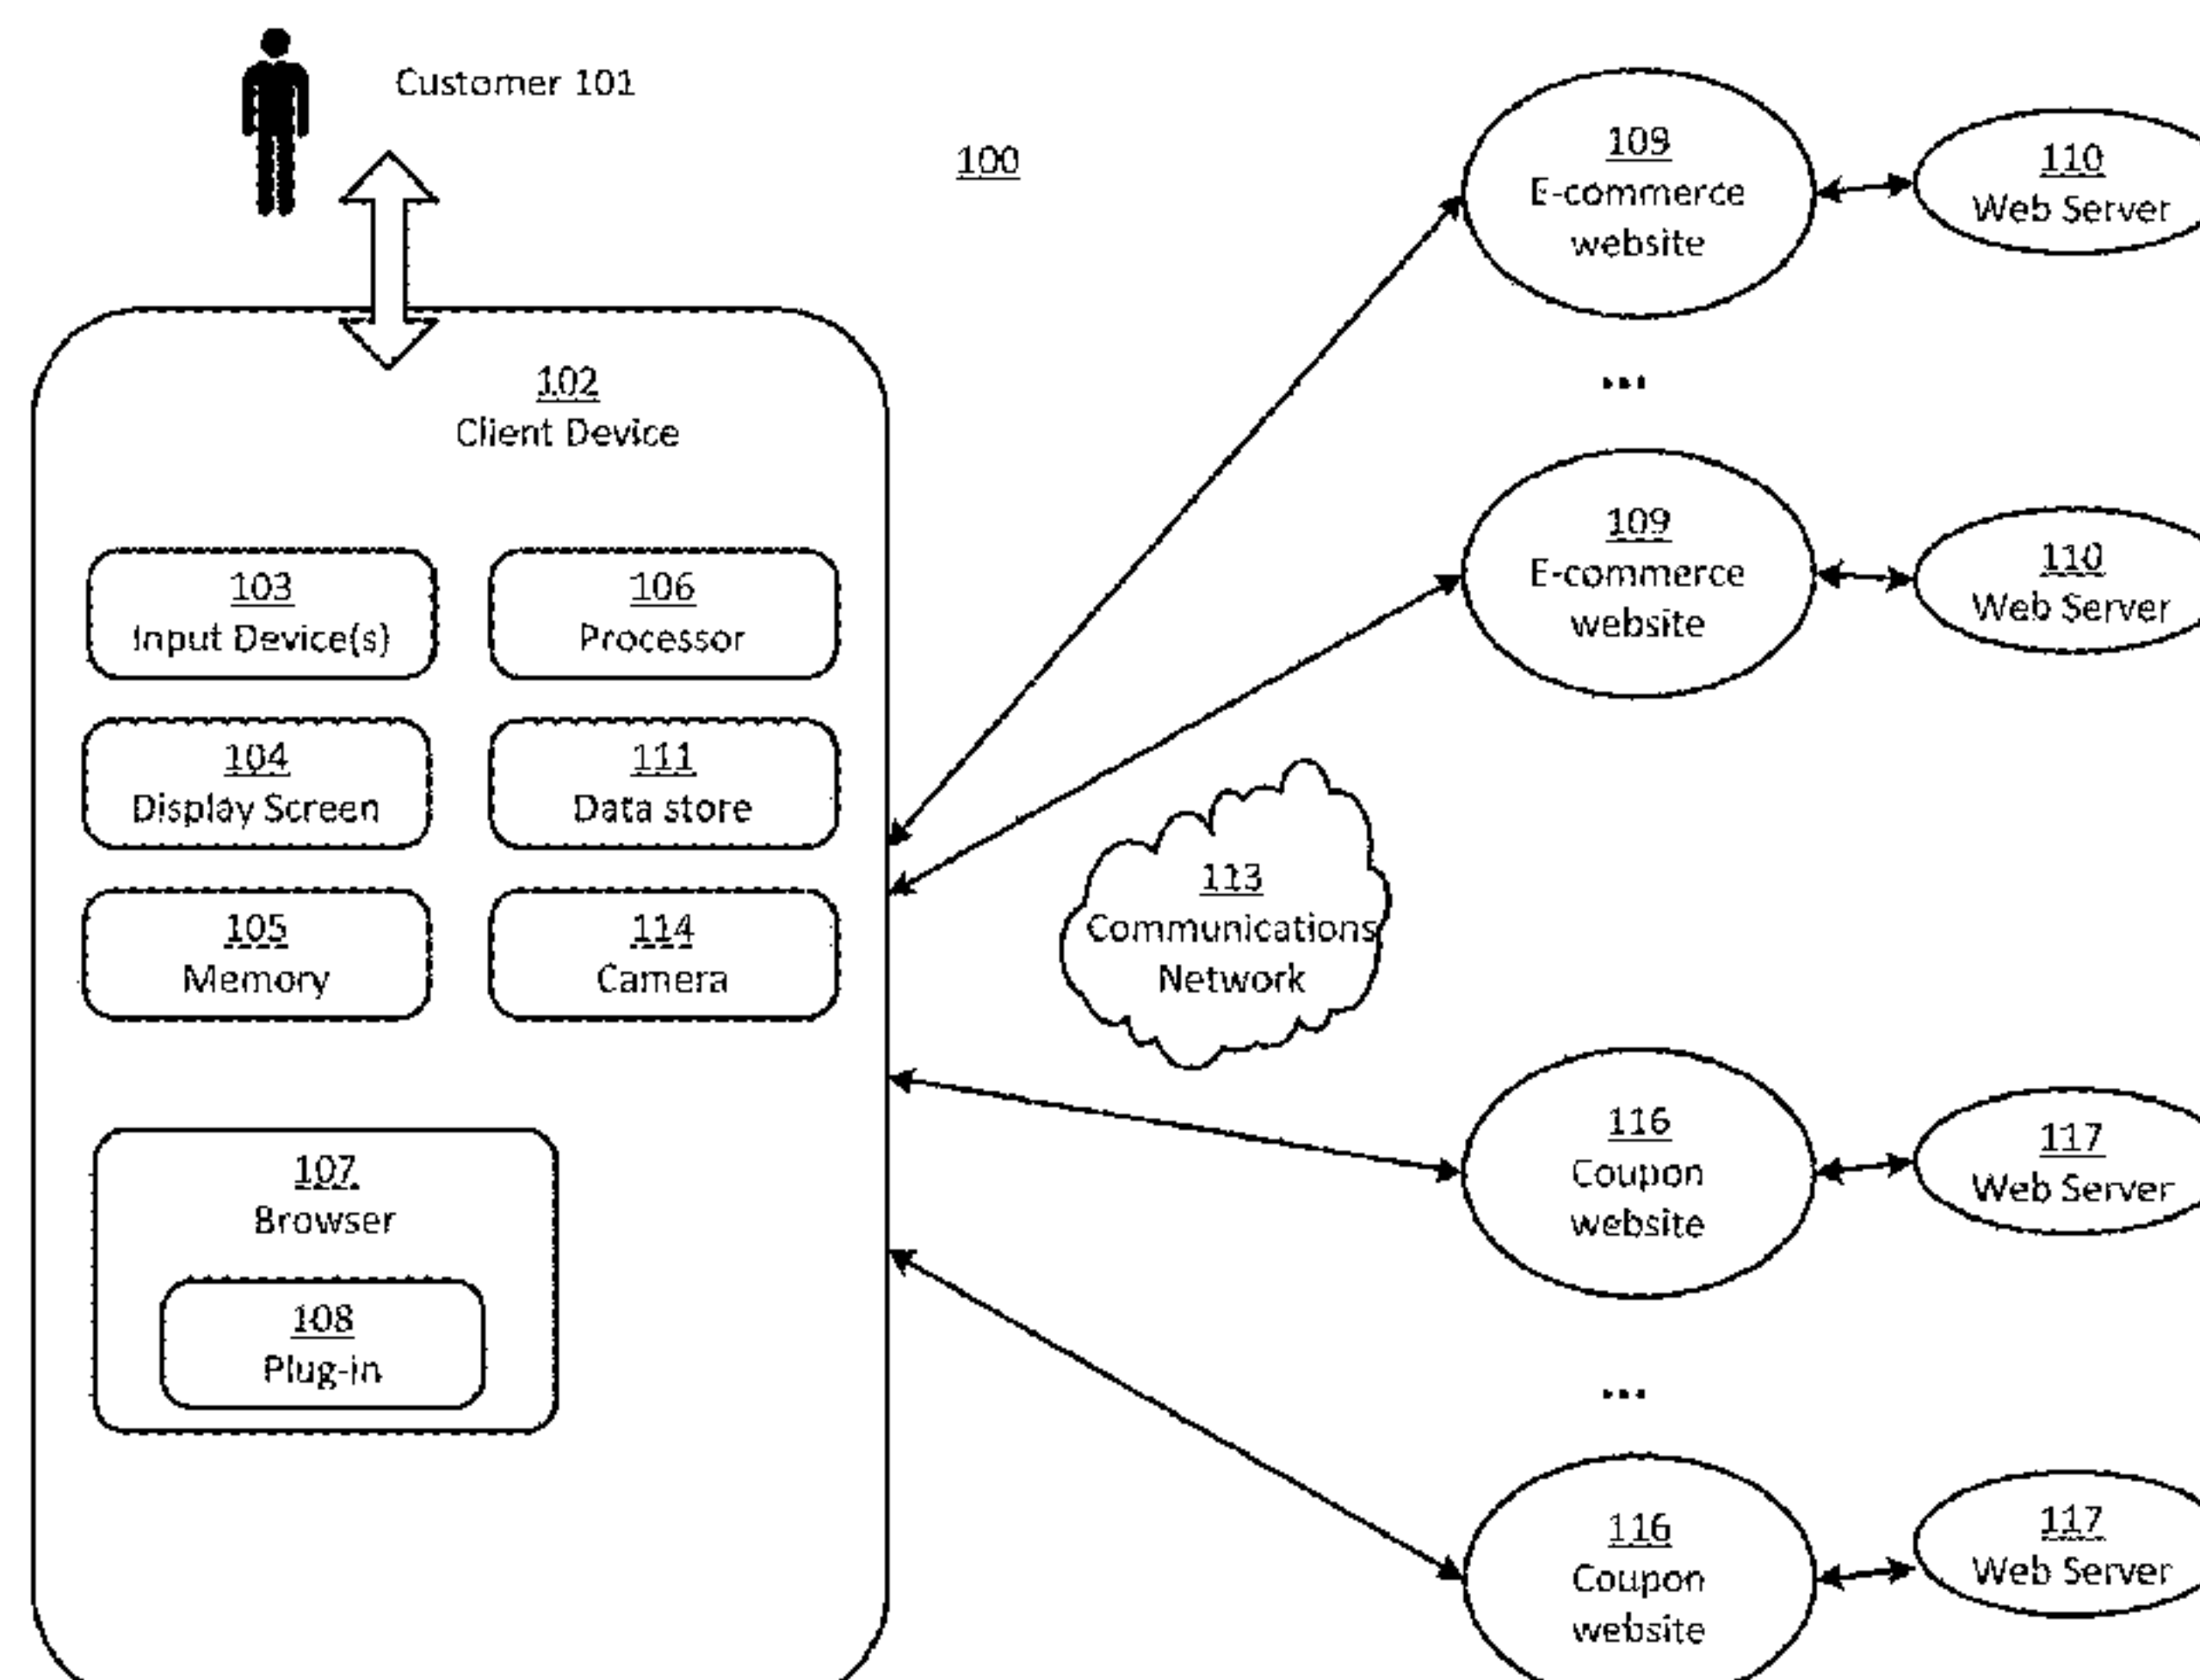 Customer 101
100
102
Client Device
103
Input Device(s)
106
Processor
104
Display Screen
111
Data store
105
Memory
114
Camera
107
Browser
108
Plug-in
109
E-commerce
website
110
Web Server
...
109
E-commerce
website
110
Web Server
113
Communications
Network
116
Coupon
website
117
Web Server
...
116
Coupon
website
117
Web Server